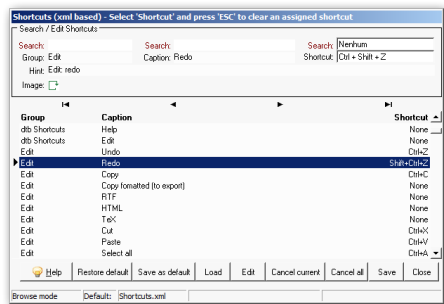 Shortcuts (xml based) - Select 'Shortcut' and press 'ESC' to clear an assigned shortcut
Search / Edit Shortcuts
Search: Search: Search: Nenhum
Group: Edit Caption: Redo Shortcut: Ctrl + Shift + Z
Hint: Edit: redo
Image:
Group Caption Shortcut
dtb Shortcuts Help None
dtb Shortcuts Edit None
Edit Undo Ctrl+Z
Edit Redo Shift+Ctrl+Z
Edit Copy Ctrl+C
Edit Copy fomatted (to export) None
Edit RTF None
Edit HTML None
Edit TeX None
Edit Cut Ctrl+X
Edit Paste Ctrl+V
Edit Select all Ctrl+A
Help Restore default Save as default Load Edit Cancel current Cancel all Save Close
Browse mode Default: Shortcuts.xml